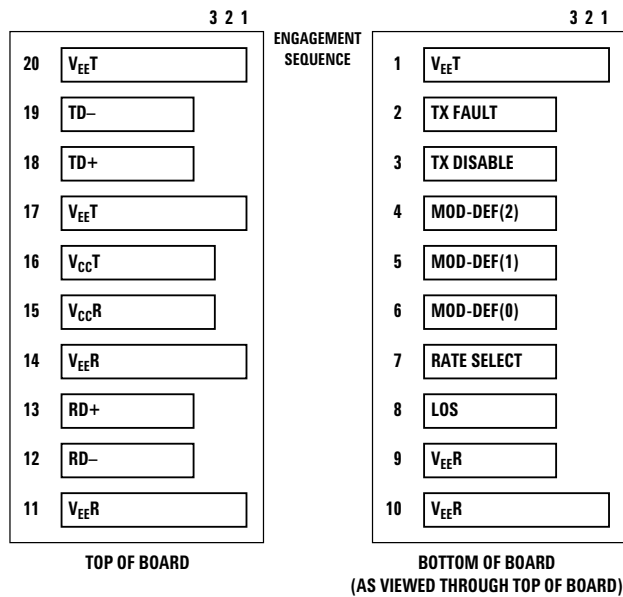 3 2 1
3 2 1
ENGAGEMENT
SEQUENCE
20 VEET
19 TD–
18 TD+
17 VEET
16 VCCT
15 VCCR
14 VEER
13 RD+
12 RD–
11 VEER
TOP OF BOARD
1 VEET
2 TX FAULT
3 TX DISABLE
4 MOD-DEF(2)
5 MOD-DEF(1)
6 MOD-DEF(0)
7 RATE SELECT
8 LOS
9 VEER
10 VEER
BOTTOM OF BOARD
(AS VIEWED THROUGH TOP OF BOARD)